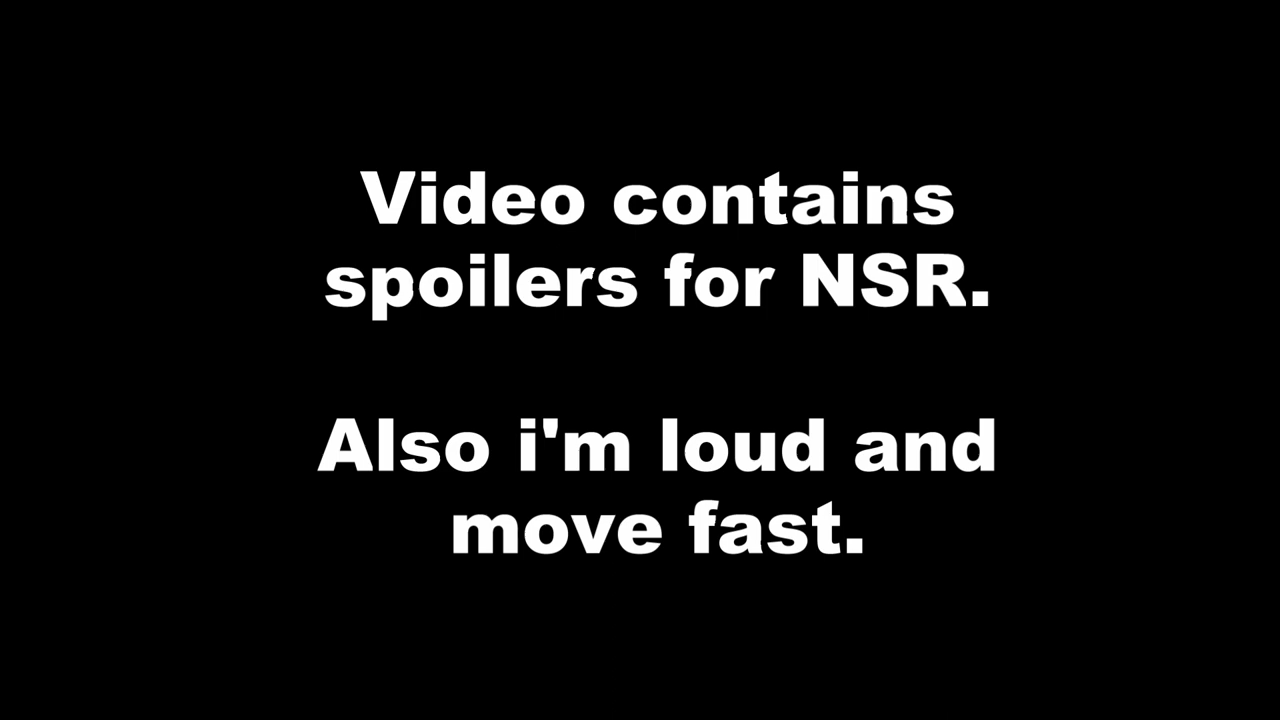 Video contains
spoilers for NSR.
Also i'm loud and
move fast.